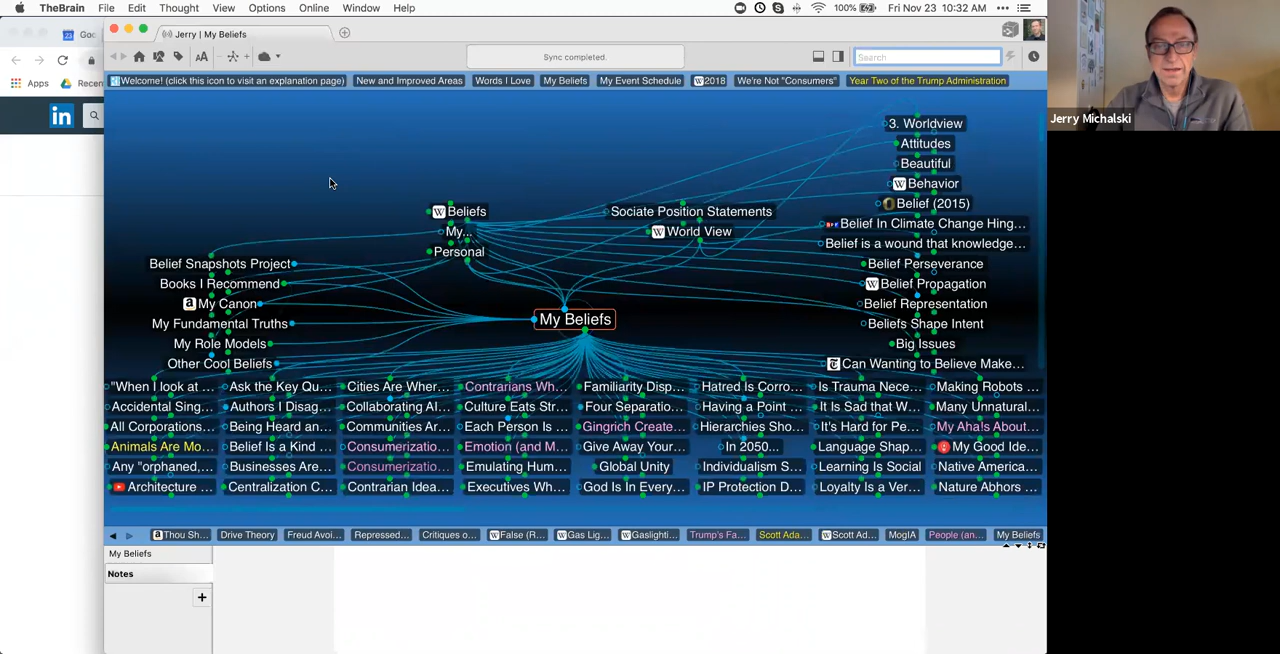 TheBrain File Edit Thought View Options Online Window Help 100% Fri Nov 23 10:32 AM
Jerry | My Beliefs
AA Sync completed. Search
Apps Recen
Welcome! (click this icon to visit an explanation page) New and Improved Areas Words I Love My Beliefs My Event Schedule W 2018 We're Not "Consumers" Year Two of the Trump Administration
in
Jerry Michalski
3. Worldview
Attitudes
Beautiful
W Behavior
Belief (2015)
Belief In Climate Change Hing...
Belief is a wound that knowledge...
Belief Perseverance
W Belief Propagation
Belief Representation
Beliefs Shape Intent
Big Issues
Can Wanting to Believe Make...
W Beliefs
My...
Personal
Sociate Position Statements
W World View
Belief Snapshots Project
Books I Recommend
a My Canon
My Fundamental Truths
My Role Models
Other Cool Beliefs
My Beliefs
"When I look at ... Ask the Key Qu... Cities Are Wher... Contrarians Wh... Familiarity Disp... Hatred Is Corro... Is Trauma Nece... Making Robots ...
Accidental Sing... Authors I Disag... Collaborating AI... Culture Eats Str... Four Separatio... Having a Point ... It Is Sad that W... Many Unnatural...
All Corporations... Being Heard an... Communities Ar... Each Person Is ... Gingrich Create... Hierarchies Sho... It's Hard for Pe... My Aha!s About...
Animals Are Mo... Belief Is a Kind ... Consumerizatio... Emotion (and M... Give Away Your... In 2050... Language Shap... My Good Ide...
Any "orphaned,... Businesses Are... Consumerizatio... Emulating Hum... Global Unity Individualism S... Learning Is Social Native America...
Architecture ... Centralization C... Contrarian Idea... Executives Wh... God Is In Every... IP Protection D... Loyalty Is a Ver... Nature Abhors ...
a Thou Sh... Drive Theory Freud Avoi... Repressed... Critiques o... W False (R... W Gas Lig... W Gaslighti... Trump's Fa... Scott Ada... W Scott Ad... MogIA People (an... My Beliefs
My Beliefs
Notes
+